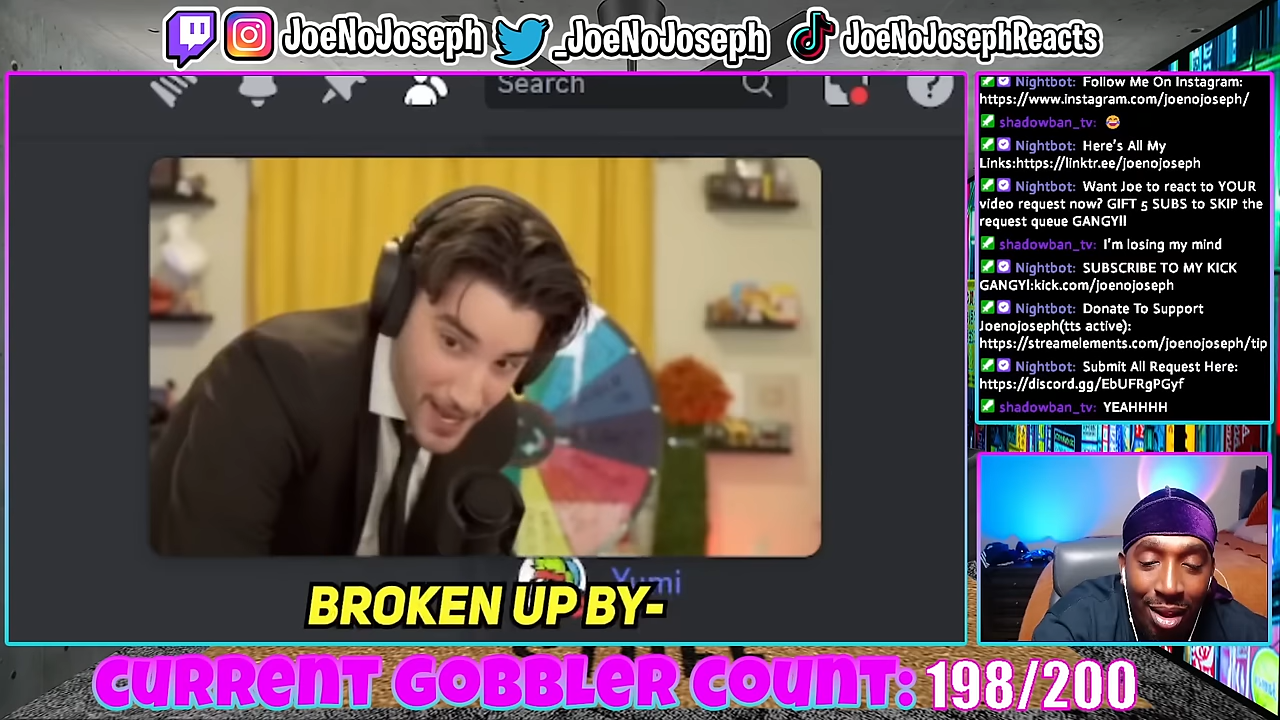 JoeNoJoseph
_JoeNoJoseph
JoeNoJosephReacts
Search
Yumi
BROKEN UP BY-
Nightbot: Follow Me On Instagram:
https://www.instagram.com/joenojoseph/
shadowban_tv: 😂
Nightbot: Here's All My
Links:https://linktr.ee/joenojoseph
Nightbot: Want Joe to react to YOUR
video request now? GIFT 5 SUBS to SKIP the
request queue GANGY!!
shadowban_tv: I'm losing my mind
Nightbot: SUBSCRIBE TO MY KICK
GANGY!:kick.com/joenojoseph
Nightbot: Donate To Support
Joenojoseph(tts active):
https://streamelements.com/joenojoseph/tip
Nightbot: Submit All Request Here:
https://discord.gg/EbUFRgPGyf
shadowban_tv: YEAHHHH
CURRENT GOBBLER COUNT: 198/200